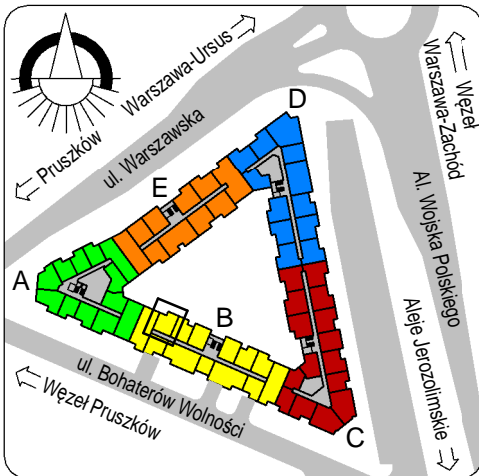 Warszawa-Ursus
Pruszków
ul. Warszawska
Węzeł
Warszawa-Zachód
D
E
A
B
C
Al. Wojska Polskiego
Aleje Jerozolimskie
ul. Bohaterów Wolności
Węzeł Pruszków